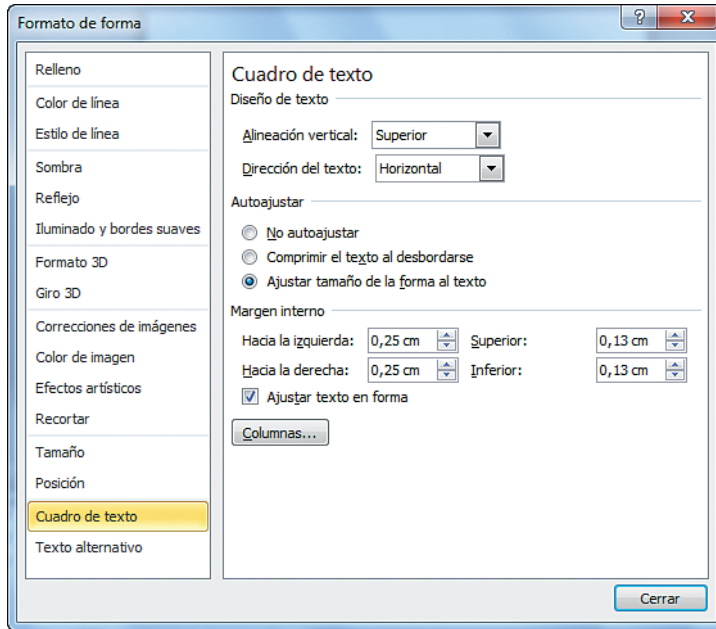 Formato de forma
Relleno
Color de línea
Estilo de línea
Sombra
Reflejo
Iluminado y bordes suaves
Formato 3D
Giro 3D
Correcciones de imágenes
Color de imagen
Efectos artísticos
Recortar
Tamaño
Posición
Cuadro de texto
Texto alternativo
Cuadro de texto
Diseño de texto
Alineación vertical: Superior
Dirección del texto: Horizontal
Autoajustar
No autoajustar
Comprimir el texto al desbordarse
Ajustar tamaño de la forma al texto
Margen interno
Hacia la izquierda: 0,25 cm Superior: 0,13 cm
Hacia la derecha: 0,25 cm Inferior: 0,13 cm
Ajustar texto en forma
Columnas...
Cerrar